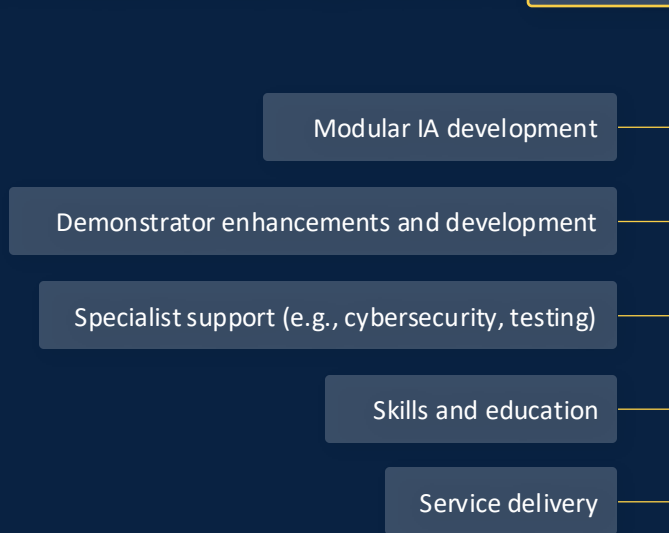 Modular IA development
Demonstrator enhancements and development
Specialist support (e.g., cybersecurity, testing)
Skills and education
Service delivery